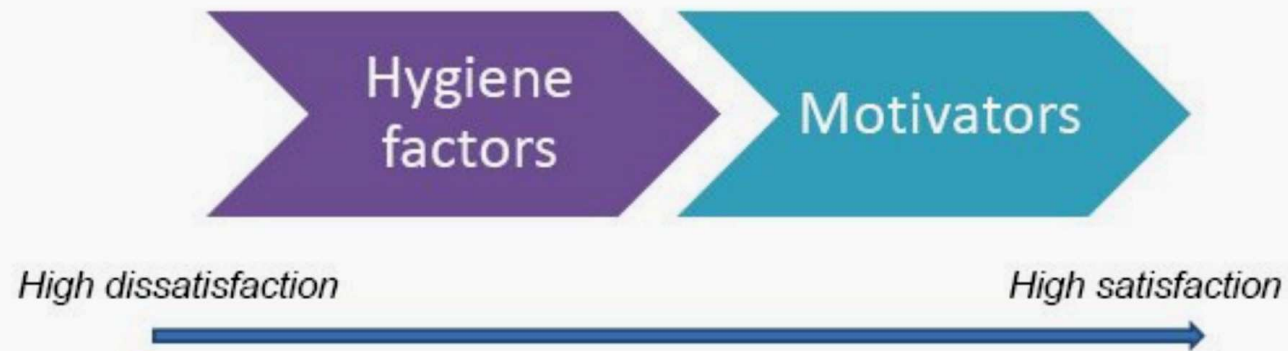 Hygiene
factors
Motivators
High dissatisfaction
High satisfaction